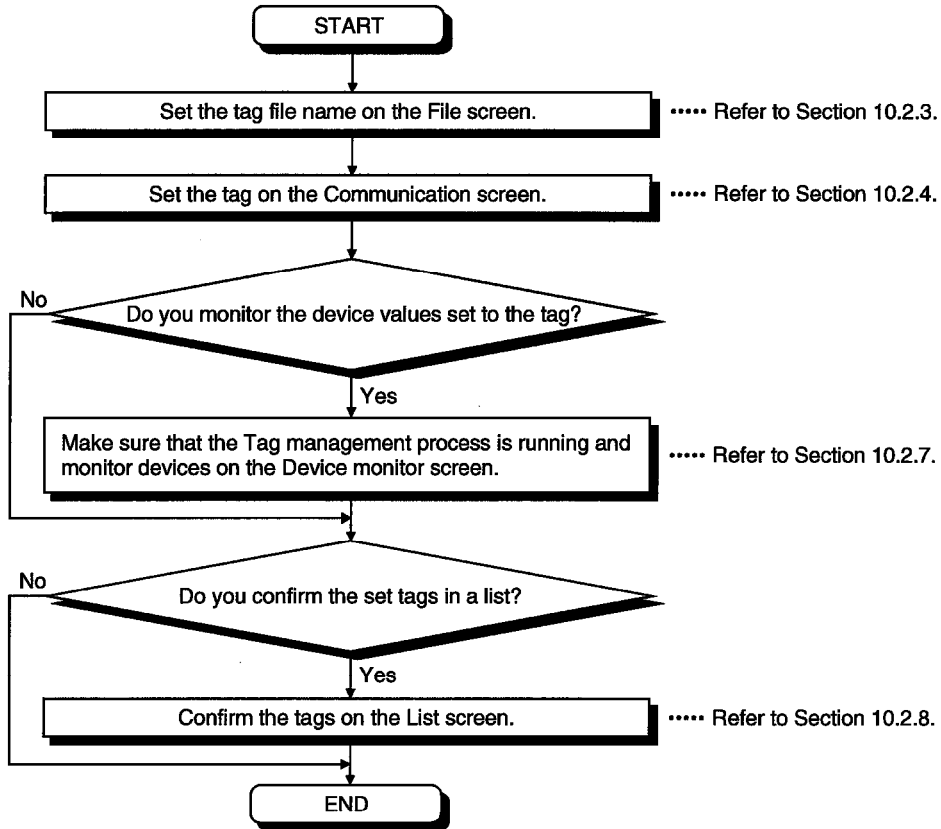 START
Set the tag file name on the File screen.
••••• Refer to Section 10.2.3.
Set the tag on the Communication screen.
••••• Refer to Section 10.2.4.
No
Do you monitor the device values set to the tag?
Yes
Make sure that the Tag management process is running and
monitor devices on the Device monitor screen.
••••• Refer to Section 10.2.7.
No
Do you confirm the set tags in a list?
Yes
Confirm the tags on the List screen.
••••• Refer to Section 10.2.8.
END